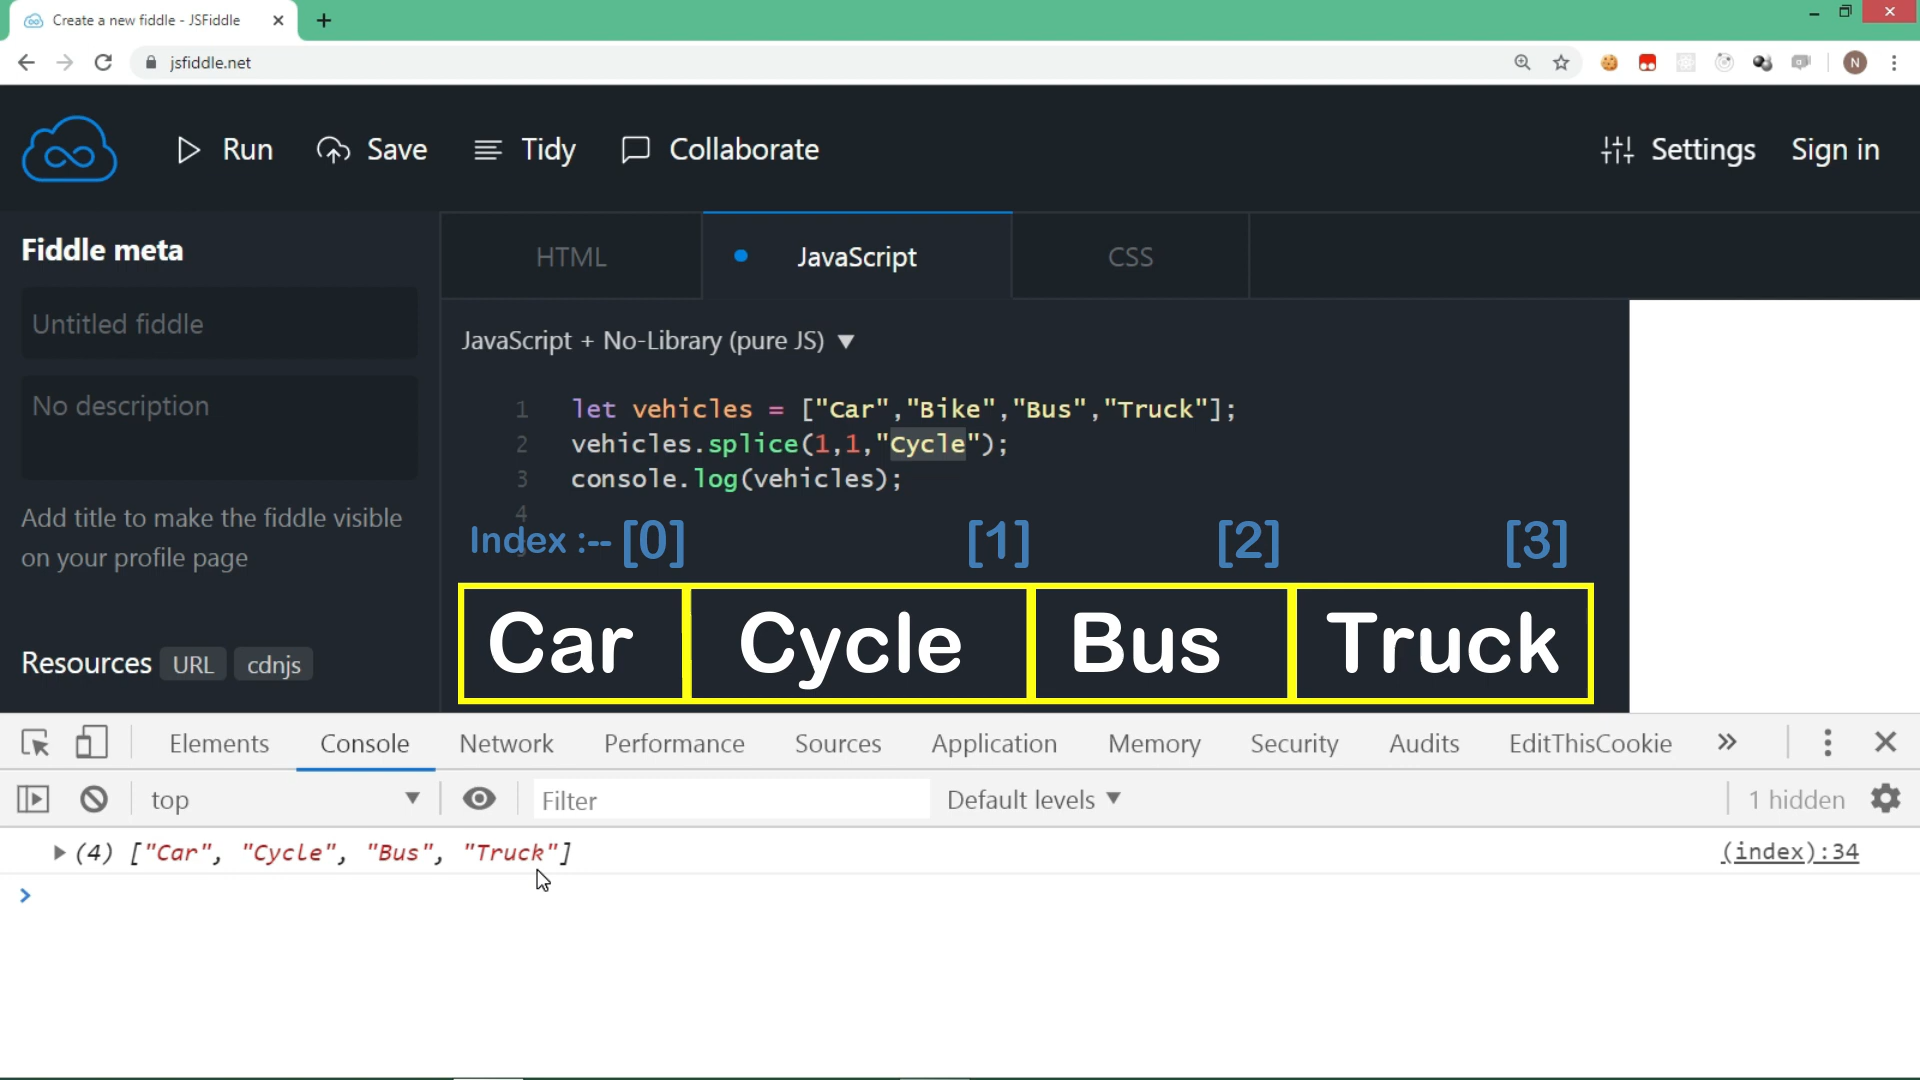 Create a new fiddle - JSFiddle
jsfiddle.net
N
Run
Save
Tidy
Collaborate
Settings
Sign in
Fiddle meta
Untitled fiddle
No description
Add title to make the fiddle visible
on your profile page
Resources URL cdnjs
HTML
JavaScript
CSS
JavaScript + No-Library (pure JS) ▼
1 let vehicles = ["Car","Bike","Bus","Truck"];
2 vehicles.splice(1,1,"Cycle");
3 console.log(vehicles);
4
Index :-- [0] [1] [2] [3]
Car Cycle Bus Truck
Elements Console Network Performance Sources Application Memory Security Audits EditThisCookie »
top ▼ Filter Default levels ▼ 1 hidden
(4) ["Car", "Cycle", "Bus", "Truck"] (index):34
>